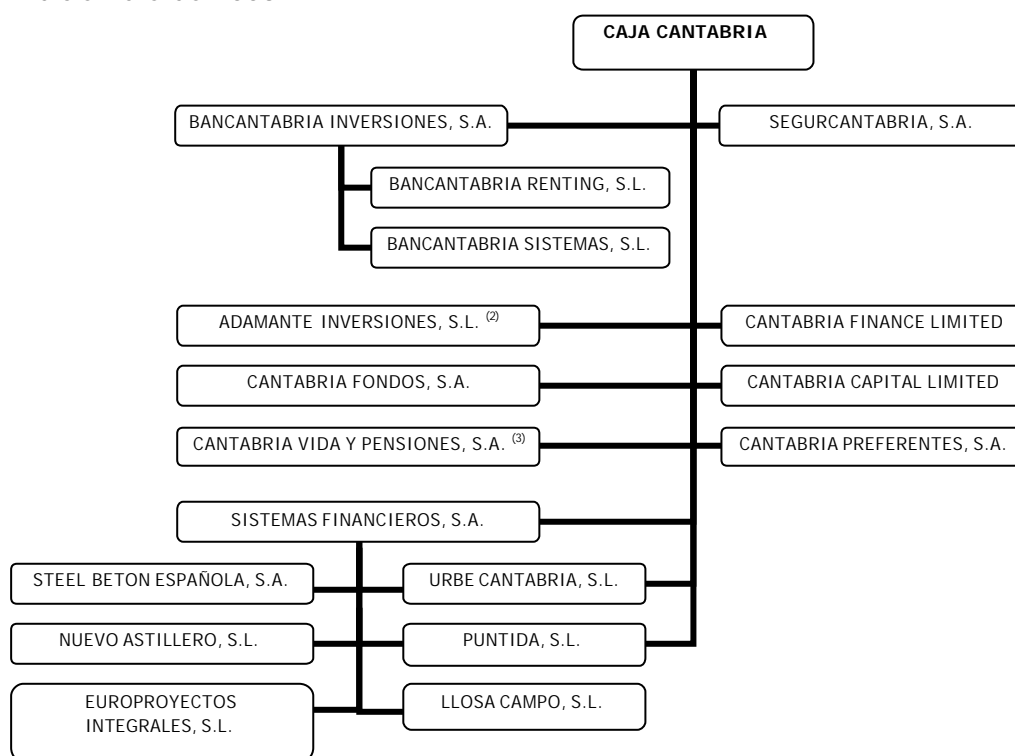 CAJA CANTABRIA
BANCANTABRIA INVERSIONES, S.A.
SEGURCANTABRIA, S.A.
BANCANTABRIA RENTING, S.L.
BANCANTABRIA SISTEMAS, S.L.
ADAMANTE INVERSIONES, S.L. (2)
CANTABRIA FINANCE LIMITED
CANTABRIA FONDOS, S.A.
CANTABRIA CAPITAL LIMITED
CANTABRIA VIDA Y PENSIONES, S.A. (3)
CANTABRIA PREFERENTES, S.A.
SISTEMAS FINANCIEROS, S.A.
STEEL BETON ESPAÑOLA, S.A.
URBE CANTABRIA, S.L.
NUEVO ASTILLERO, S.L.
PUNTIDA, S.L.
EUROPROYECTOS
INTEGRALES, S.L.
LLOSA CAMPO, S.L.